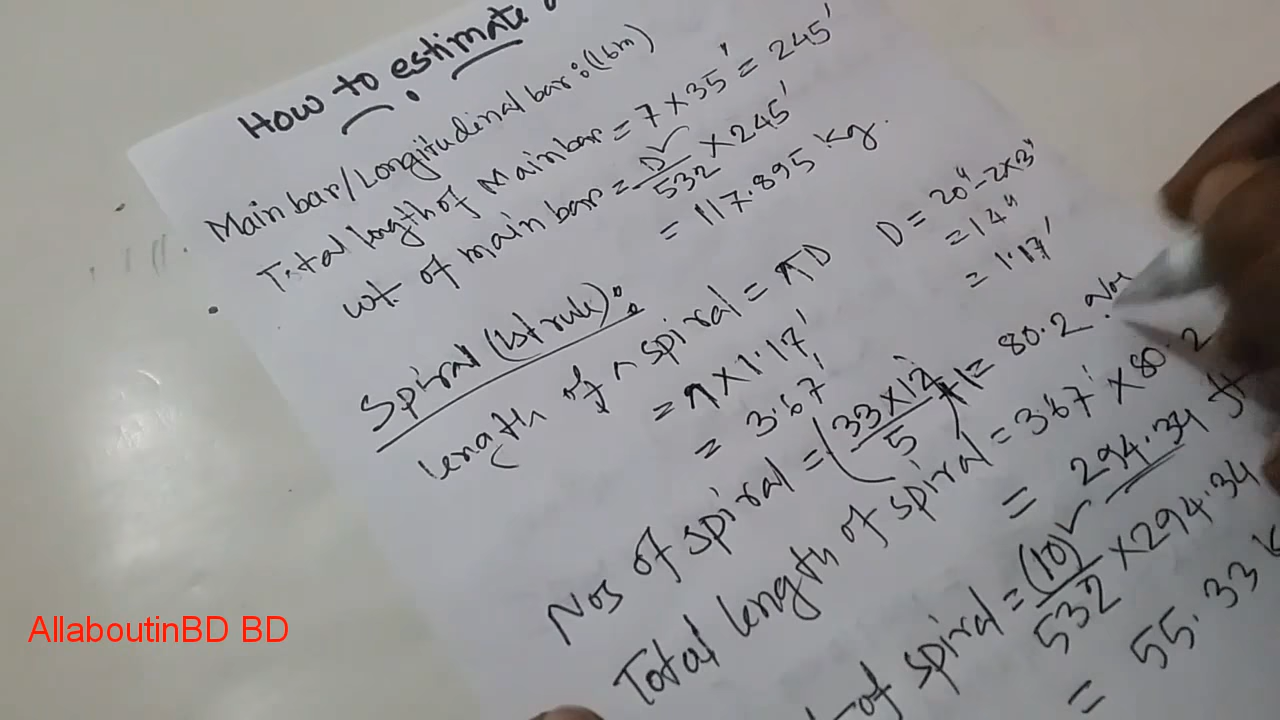 How to estimate
Main bar/Longitudinal bar: (16m)
Total length of Main bar = 7 × 35' = 245'
wt. of main bar = D✓/532 × 245'
= 117.895 kg.
Spiral (1st rule):
Length of n spiral = πD
= π × 1.17'
= 3.67'
D = 20" - 2×3"
= 14"
= 1.17'
Nos of spiral = (33×12/5)+1 = 80.2 Nos
Total length of spiral = 3.67' × 80.2
= 294.34 ft
of spiral = (10)✓/532 × 294.34
= 55.33 k
AllaboutinBD BD